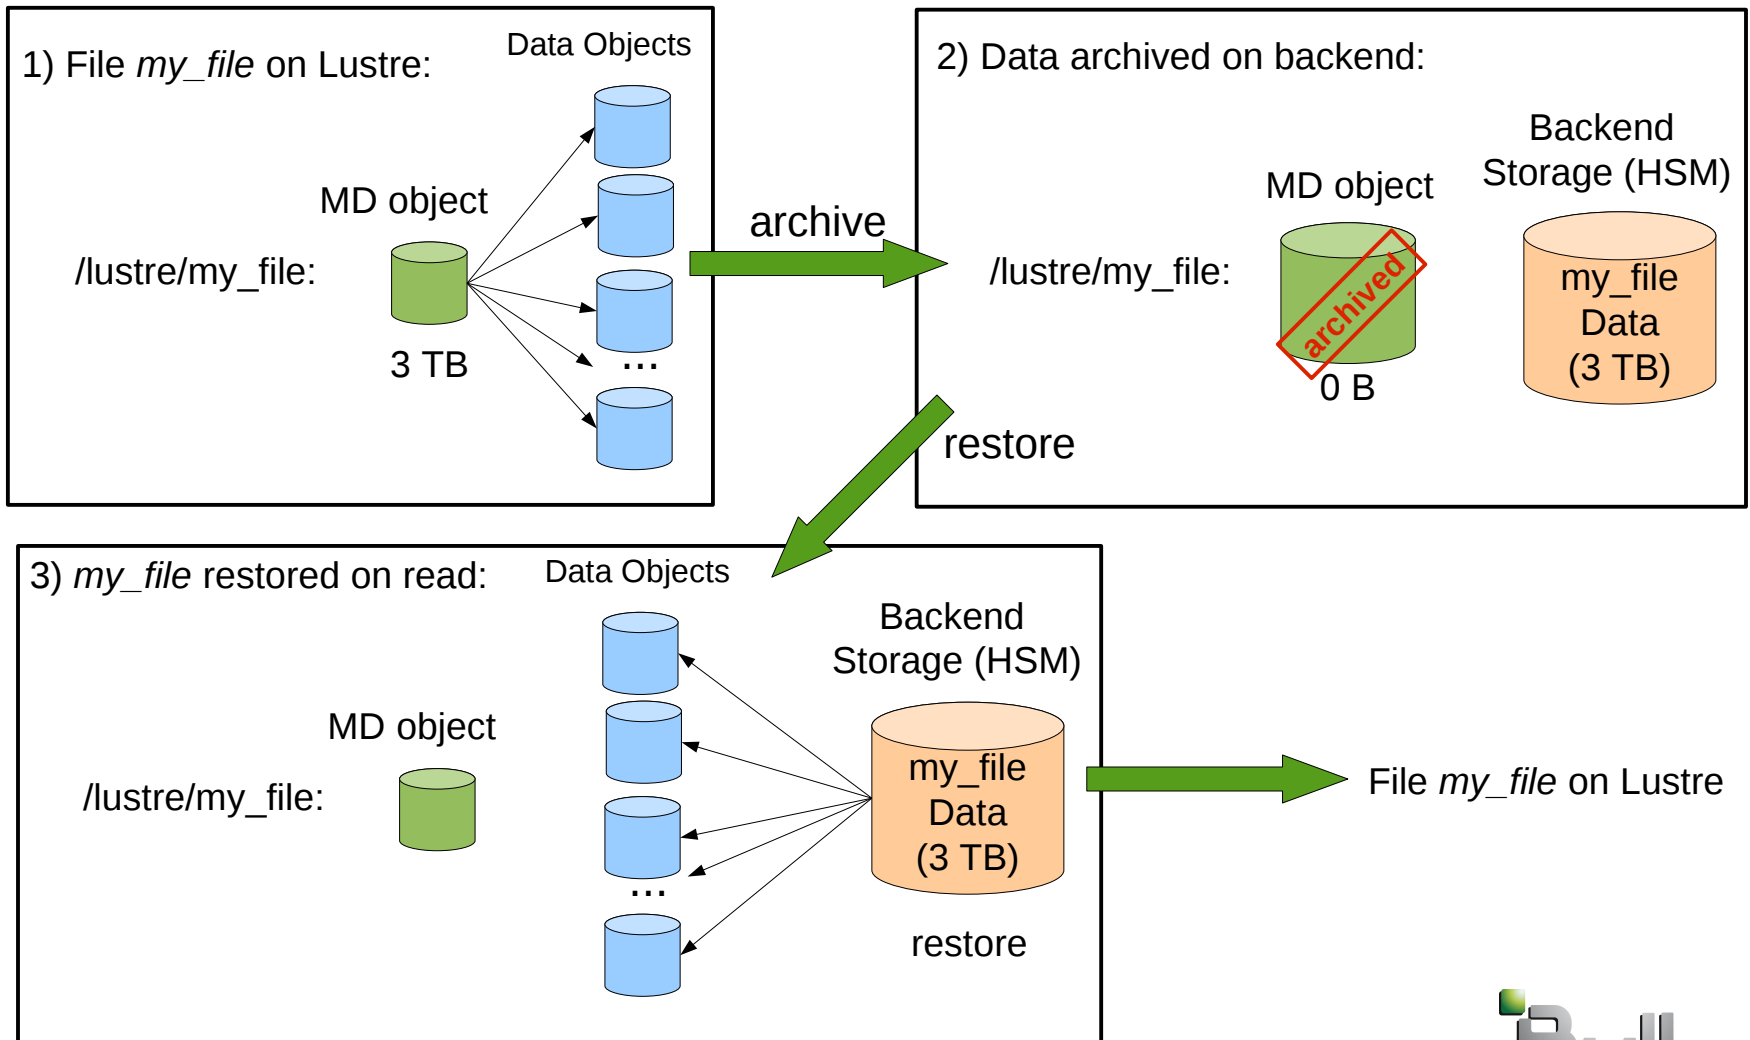 1) File my_file on Lustre:
Data Objects
MD object
/lustre/my_file:
3 TB
...
archive
2) Data archived on backend:
Backend
Storage (HSM)
MD object
/lustre/my_file:
archived
0 B
my_file
Data
(3 TB)
restore
3) my_file restored on read:
Data Objects
Backend
Storage (HSM)
MD object
/lustre/my_file:
...
my_file
Data
(3 TB)
restore
File my_file on Lustre